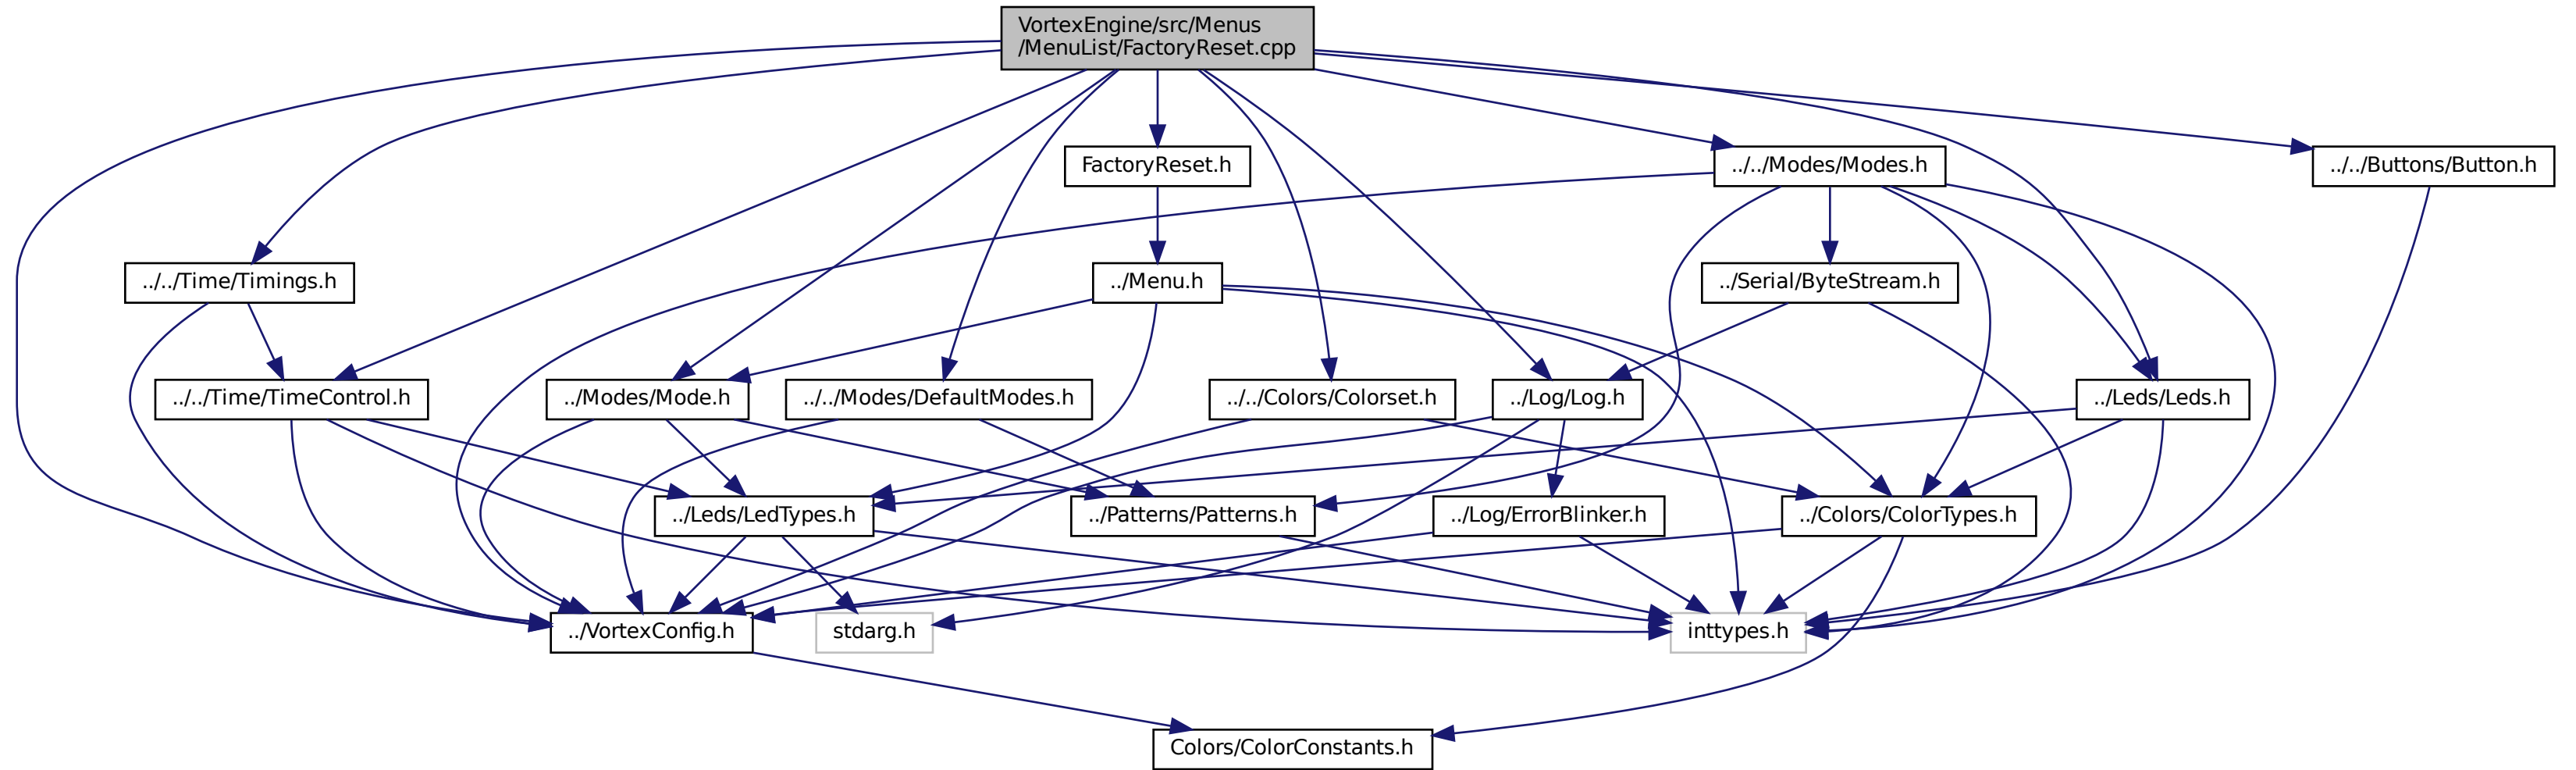 VortexEngine/src/Menus
/MenuList/FactoryReset.cpp
FactoryReset.h
../../Modes/Modes.h
../../Buttons/Button.h
../../Time/Timings.h
../Menu.h
../Serial/ByteStream.h
../../Time/TimeControl.h
../Modes/Mode.h
../../Modes/DefaultModes.h
../../Colors/Colorset.h
../Log/Log.h
../Leds/Leds.h
../Leds/LedTypes.h
../Patterns/Patterns.h
../Log/ErrorBlinker.h
../Colors/ColorTypes.h
../VortexConfig.h
stdarg.h
inttypes.h
Colors/ColorConstants.h